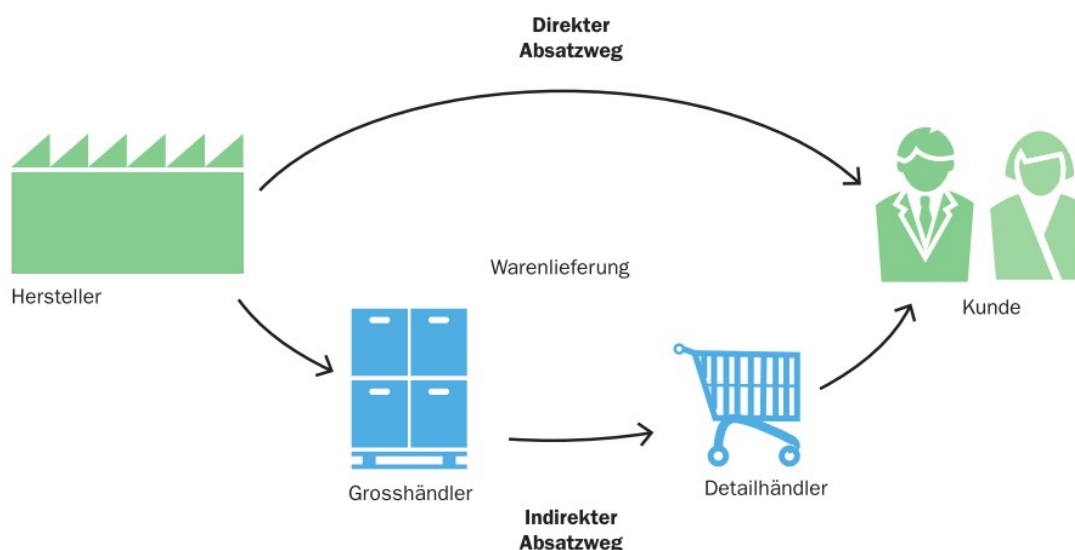 Direkter
Absatzweg
Warenlieferung
Hersteller
Kunde
Grosshändler
Detailhändler
Indirekter
Absatzweg